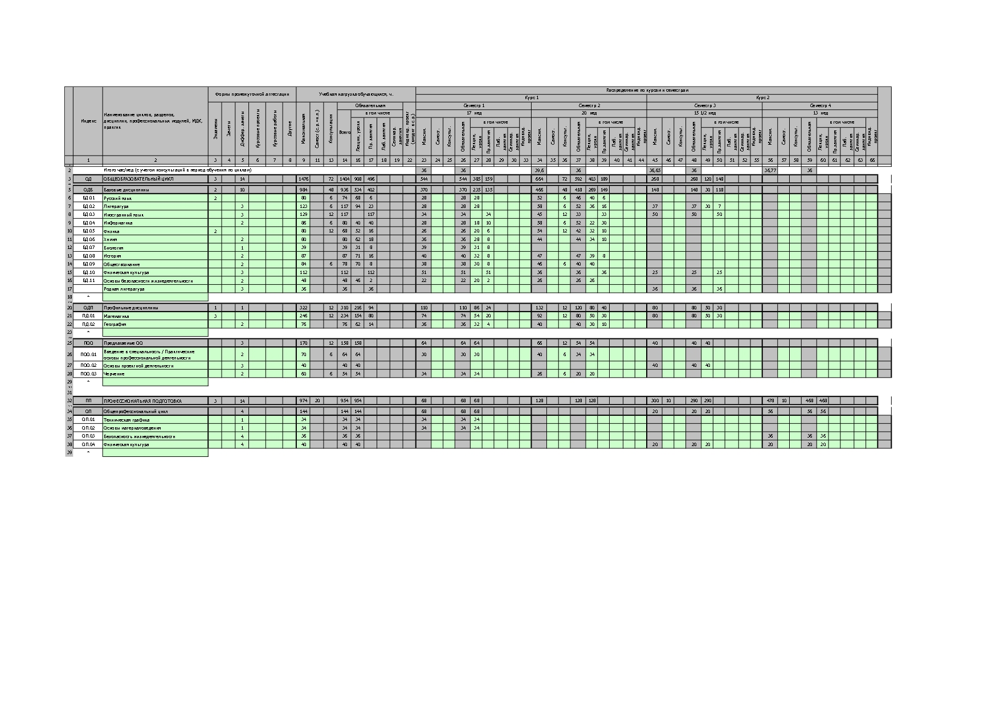 Индекс
Наименование циклов, разделов, дисциплин, профессиональных модулей, МДК, практик
Формы промежуточной аттестации
Учебная нагрузка обучающихся, ч.
Распределение по курсам и семестрам
Курс 1
Курс 2
Обязательная
Семестр 1
Семестр 2
Семестр 3
Семестр 4
17 нед
20 нед
15 1/2 нед
13 нед
в том числе
в том числе
в том числе
в том числе
в том числе
Экзамены
Зачеты
Диффер. зачеты
Курсовые проекты
Курсовые работы
Другие
Максимальная
Самост.(с.р.+и.п.)
Консультации
Всего
Лекции, уроки
Пр. занятия
Лаб. занятия
Семинар. занятия
Индивид. проект (входит в с.р.)
Максим. Самост. Консульт. Обязательная Лекции, уроки Пр.занятия Лаб. занятия Семинар. занятия Индивид. проект
Максим. Самост. Консульт. Обязательная Лекции, уроки Пр.занятия Лаб. занятия Семинар. занятия Индивид. проект
Максим. Самост. Консульт. Обязательная Лекции, уроки Пр.занятия Лаб. занятия Семинар. занятия Индивид. проект
Максим. Самост. Консульт. Обязательная Лекции, уроки Пр.занятия Лаб. занятия Семинар. занятия Индивид. проект
1 2 3 4 5 6 7 8 9 11 13 14 16 17 18 19 22 23 24 25 26 27 28 29 30 33 34 35 36 37 38 39 40 41 44 45 46 47 48 49 50 51 52 55 56 57 58 59 60 61 62 63 66
2 Итого час/нед (с учетом консультаций в период обучения по циклам) 36 36 39,6 36 36,65 36 36,77 36
3 ОД ОБЩЕОБРАЗОВАТЕЛЬНЫЙ ЦИКЛ 3 14 1476 72 1404 908 496 544 544 385 159 664 72 592 403 189 268 268 120 148
5 ОДБ Базовые дисциплины 2 10 984 48 936 534 402 370 370 235 135 466 48 418 269 149 148 148 30 118
6 БД.01 Русский язык 2 80 6 74 68 6 28 28 28 52 6 46 40 6
7 БД.02 Литература 3 123 6 117 94 23 28 28 28 58 6 52 36 16 37 37 30 7
8 БД.03 Иностранный язык 3 129 12 117 117 34 34 34 45 12 33 33 50 50 50
9 БД.04 Информатика 2 86 6 80 40 40 28 28 18 10 58 6 52 22 30
10 БД.05 Физика 2 80 12 68 52 16 26 26 20 6 54 12 42 32 10
11 БД.06 Химия 2 80 80 62 18 36 36 28 8 44 44 34 10
12 БД.07 Биология 1 39 39 31 8 39 39 31 8
13 БД.08 История 2 87 87 71 16 40 40 32 8 47 47 39 8
14 БД.09 Обществознание 2 84 6 78 70 8 38 38 30 8 46 6 40 40
15 БД.10 Физическая культура 3 112 112 112 51 51 51 36 36 36 25 25 25
16 БД.11 Основы безопасности жизнедеятельности 2 48 48 46 2 22 22 20 2 26 26 26
17 Родная литература 3 36 36 36 36 36 36
18 *
20 ОДП Профильные дисциплины 1 1 322 12 310 216 94 110 110 86 24 132 12 120 80 40 80 80 50 30
21 ПД.01 Математика 3 246 12 234 154 80 74 74 54 20 92 12 80 50 30 80 80 50 30
22 ПД.02 География 2 76 76 62 14 36 36 32 4 40 40 30 10
23 *
25 ПОО Предлагаемые ОО 3 170 12 158 158 64 64 64 66 12 54 54 40 40 40
26 ПОО.01 Введение в специальность / Практические основы профессиональной деятельности 2 70 6 64 64 30 30 30 40 6 34 34
27 ПОО.02 Основы проектной деятельности 3 40 40 40 40 40 40
28 ПОО.03 Черчение 2 60 6 54 54 34 34 34 26 6 20 20
29 *
31
32 ПП ПРОФЕССИОНАЛЬНАЯ ПОДГОТОВКА 3 14 974 20 954 954 68 68 68 128 128 128 300 10 290 290 478 10 468 468
34 ОП Общепрофессиональный цикл 4 144 144 144 68 68 68 20 20 20 56 56 56
35 ОП.01 Техническая графика 1 34 34 34 34 34 34
36 ОП.02 Основы материаловедения 1 34 34 34 34 34 34
37 ОП.03 Безопасность жизнедеятельности 4 36 36 36 36 36 36
38 ОП.04 Физическая культура 4 40 40 40 20 20 20 20 20 20
39 *